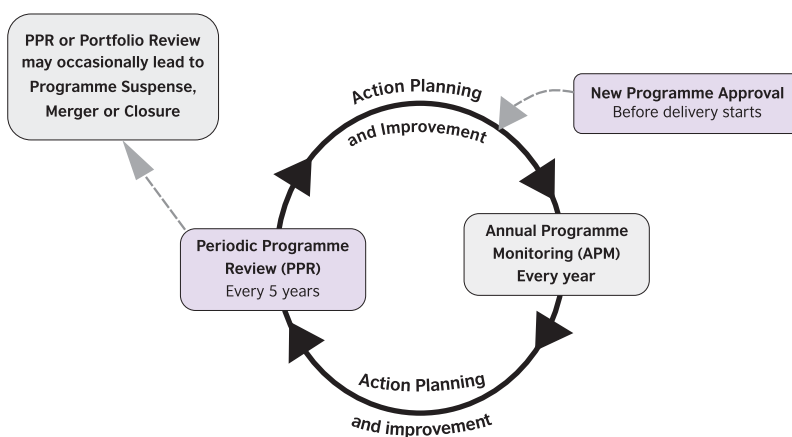 PPR or Portfolio Review
may occasionally lead to
Programme Suspense,
Merger or Closure
Action Planning
and Improvement
New Programme Approval
Before delivery starts
Periodic Programme
Review (PPR)
Every 5 years
Annual Programme
Monitoring (APM)
Every year
Action Planning
and improvement